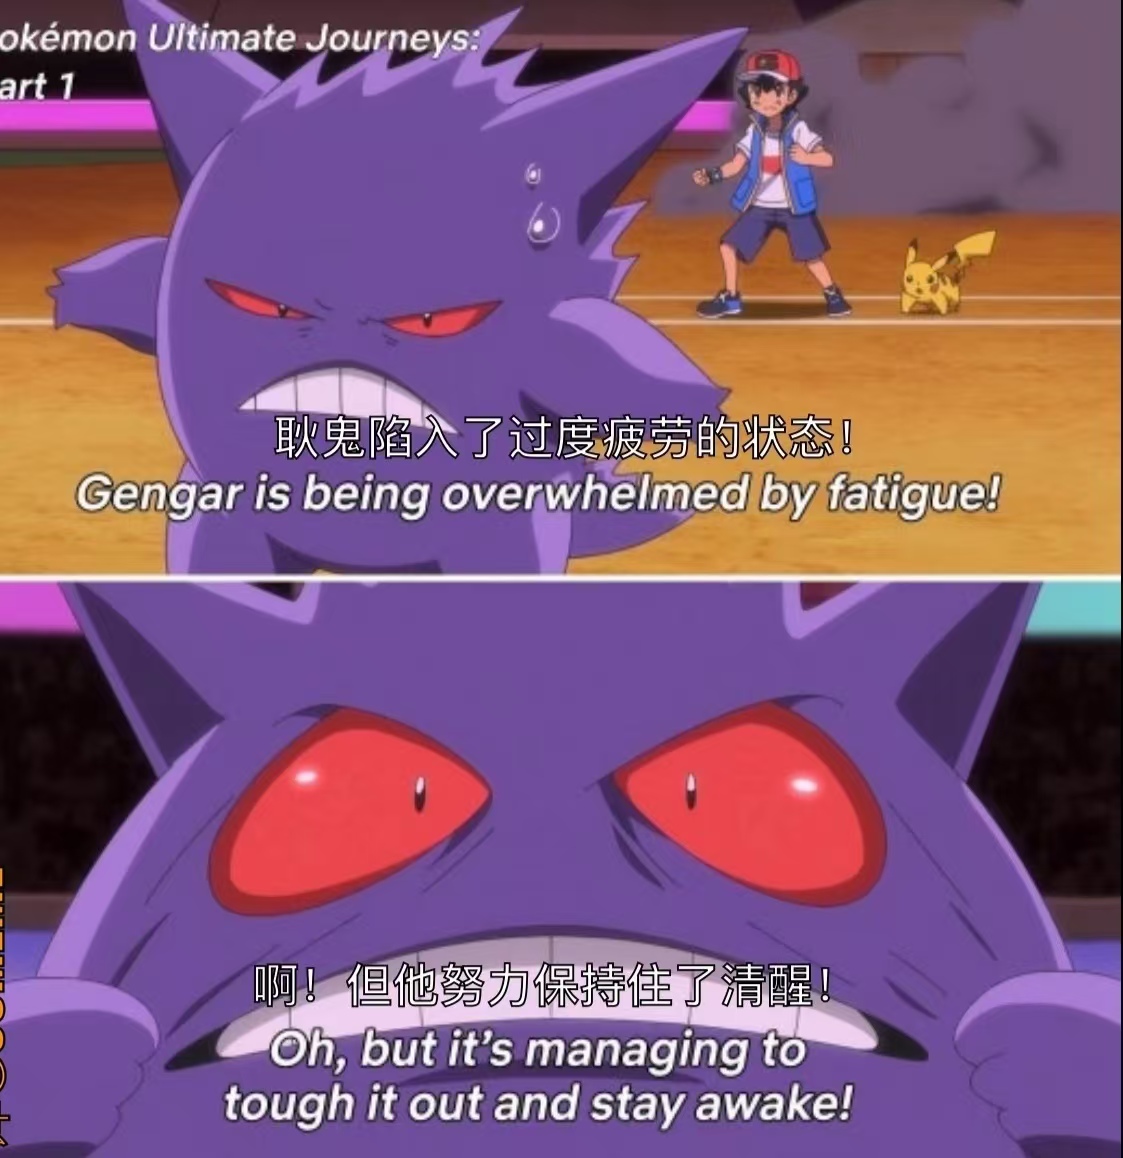 okémon Ultimate Journeys:
art 1
耿鬼陷入了过度疲劳的状态！
Gengar is being overwhelmed by fatigue!
啊！但他努力保持住了清醒！
Oh, but it's managing to
tough it out and stay awake!